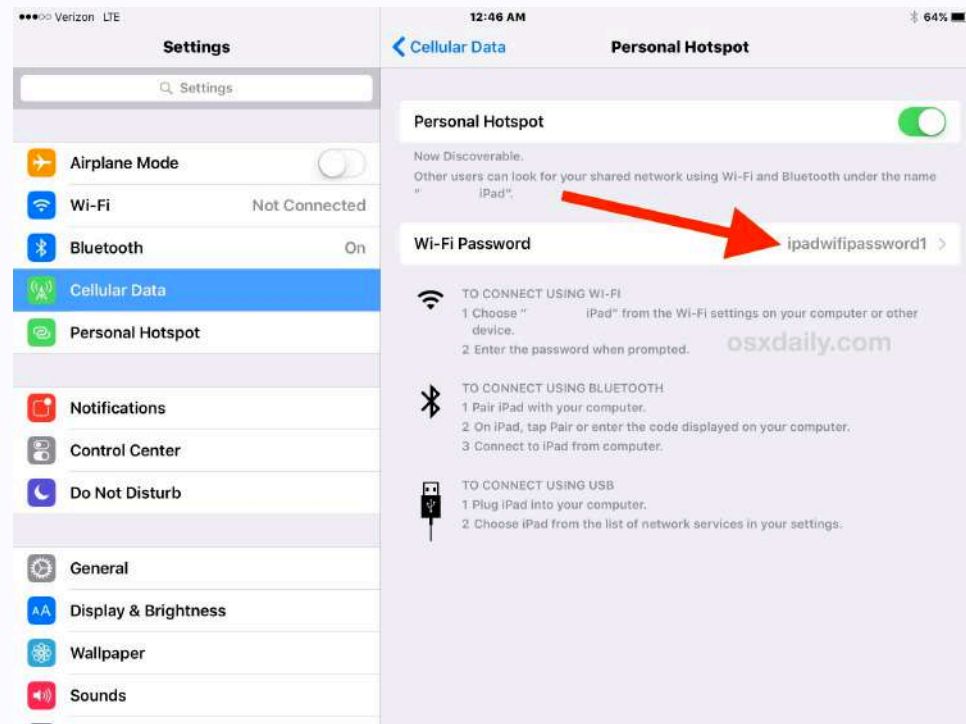 Verizon LTE
12:46 AM
64%
Settings
Cellular Data
Personal Hotspot
Settings
Airplane Mode
Wi-Fi
Not Connected
Bluetooth
On
Cellular Data
Personal Hotspot
Notifications
Control Center
Do Not Disturb
General
AA
Display & Brightness
Wallpaper
Sounds
Personal Hotspot
Now Discoverable.
Other users can look for your shared network using Wi-Fi and Bluetooth under the name
" iPad".
Wi-Fi Password
ipadwifipassword1
TO CONNECT USING WI-FI
1 Choose " iPad" from the Wi-Fi settings on your computer or other
device.
2 Enter the password when prompted.
osxdaily.com
TO CONNECT USING BLUETOOTH
1 Pair iPad with your computer.
2 On iPad, tap Pair or enter the code displayed on your computer.
3 Connect to iPad from computer.
TO CONNECT USING USB
1 Plug iPad into your computer.
2 Choose iPad from the list of network services in your settings.